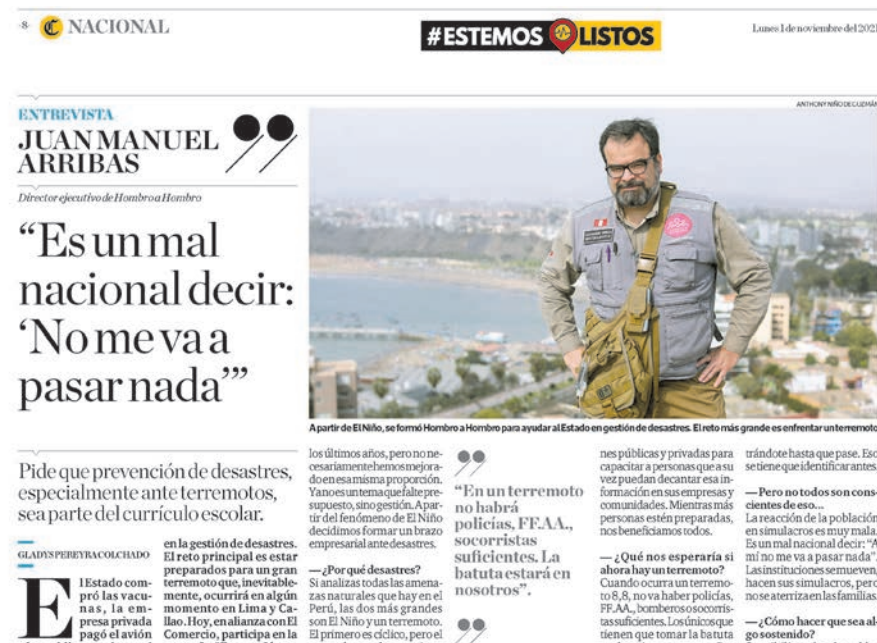 -8-
NACIONAL
#ESTEMOS LISTOS
Lunes 1 de noviembre del 2021
ANTHONY NIÑO DE GUZMÁN
ENTREVISTA
JUAN MANUEL
ARRIBAS
Director ejecutivo de Hombro a Hombro
“Es un mal
nacional decir:
‘No me va a
pasar nada’”
A partir de El Niño, se formó Hombro a Hombro para ayudar al Estado en gestión de desastres. El reto más grande es enfrentar un terremoto
Pide que prevención de desastres,
especialmente ante terremotos,
sea parte del currículo escolar.
GLADYS PEREYRA COLCHADO
El Estado com-
pró las vacu-
nas, la em-
presa privada
pagó el avión
en la gestión de desastres.
El reto principal es estar
preparados para un gran
terremoto que, inevitable-
mente, ocurrirá en algún
momento en Lima y Ca-
llao. Hoy, en alianza con El
Comercio, participa en la
los últimos años, pero no ne-
cesariamente hemos mejora-
do en esa misma proporción.
Ya no es un tema que falte pre-
supuesto, sino gestión. A par-
tir del fenómeno de El Niño
decidimos formar un brazo
empresarial ante desastres.
—¿Por qué desastres?
Si analizas todas las amena-
zas naturales que hay en el
Perú, las dos más grandes
son El Niño y un terremoto.
El primero es cíclico, pero el
“En un terremoto
no habrá
policías, FF.AA.,
socorristas
suficientes. La
batuta estará en
nosotros”.
nes públicas y privadas para
capacitar a personas que a su
vez puedan decantar esa in-
formación en sus empresas y
comunidades. Mientras más
personas estén preparadas,
nos beneficiamos todos.
— ¿Qué nos esperaría si
ahora hay un terremoto?
Cuando ocurra un terremo-
to 8,8, no va haber policías,
FF.AA., bomberos o socorris-
tas suficientes. Los únicos que
tienen que tomar la batuta
trándote hasta que pase. Eso
se tiene que identificar antes.
—Pero no todos son cons-
cientes de eso...
La reacción de la población
en simulacros es muy mala.
Es un mal nacional decir: “A
mí no me va a pasar nada”.
Las instituciones se mueven,
hacen sus simulacros, pero
no se aterriza en las familias.
—¿Cómo hacer que sea al-
go sostenido?